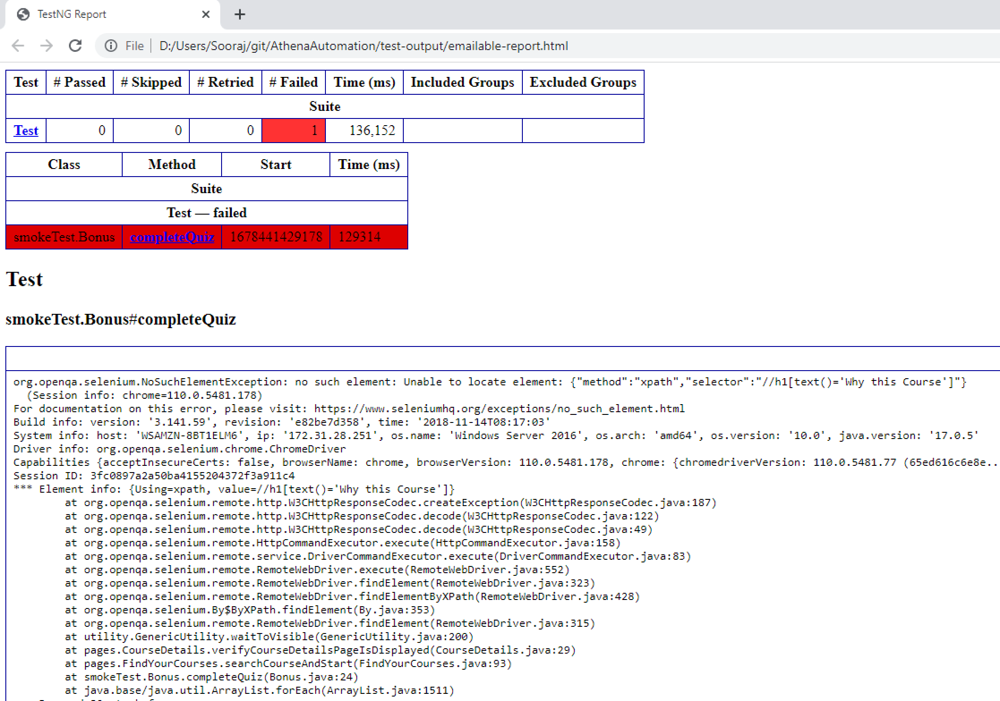 TestNG Report
File D:/Users/Sooraj/git/AthenaAutomation/test-output/emailable-report.html
Test # Passed # Skipped # Retried # Failed Time (ms) Included Groups Excluded Groups
Suite
Test 0 0 0 1 136,152
Class Method Start Time (ms)
Suite
Test — failed
smokeTest.Bonus completeQuiz 1678441429178 129314
Test
smokeTest.Bonus#completeQuiz
org.openqa.selenium.NoSuchElementException: no such element: Unable to locate element: {"method":"xpath","selector":"//h1[text()='Why this Course']"}
(Session info: chrome=110.0.5481.178)
For documentation on this error, please visit: https://www.seleniumhq.org/exceptions/no_such_element.html
Build info: version: '3.141.59', revision: 'e82be7d358', time: '2018-11-14T08:17:03'
System info: host: 'WSAMZN-8BT1ELM6', ip: '172.31.28.251', os.name: 'Windows Server 2016', os.arch: 'amd64', os.version: '10.0', java.version: '17.0.5'
Driver info: org.openqa.selenium.chrome.ChromeDriver
Capabilities {acceptInsecureCerts: false, browserName: chrome, browserVersion: 110.0.5481.178, chrome: {chromedriverVersion: 110.0.5481.77 (65ed616c6e8e..
Session ID: 3fc0897a2a50ba4155204372f3a911c4
*** Element info: {Using=xpath, value=//h1[text()='Why this Course']}
at org.openqa.selenium.remote.http.W3CHttpResponseCodec.createException(W3CHttpResponseCodec.java:187)
at org.openqa.selenium.remote.http.W3CHttpResponseCodec.decode(W3CHttpResponseCodec.java:122)
at org.openqa.selenium.remote.http.W3CHttpResponseCodec.decode(W3CHttpResponseCodec.java:49)
at org.openqa.selenium.remote.HttpCommandExecutor.execute(HttpCommandExecutor.java:158)
at org.openqa.selenium.remote.service.DriverCommandExecutor.execute(DriverCommandExecutor.java:83)
at org.openqa.selenium.remote.RemoteWebDriver.execute(RemoteWebDriver.java:552)
at org.openqa.selenium.remote.RemoteWebDriver.findElement(RemoteWebDriver.java:323)
at org.openqa.selenium.remote.RemoteWebDriver.findElementByXPath(RemoteWebDriver.java:428)
at org.openqa.selenium.By$ByXPath.findElement(By.java:353)
at org.openqa.selenium.remote.RemoteWebDriver.findElement(RemoteWebDriver.java:315)
at utility.GenericUtility.waitToVisible(GenericUtility.java:200)
at pages.CourseDetails.verifyCourseDetailsPageIsDisplayed(CourseDetails.java:29)
at pages.FindYourCourses.searchCourseAndStart(FindYourCourses.java:93)
at smokeTest.Bonus.completeQuiz(Bonus.java:24)
at java.base/java.util.ArrayList.forEach(ArrayList.java:1511)